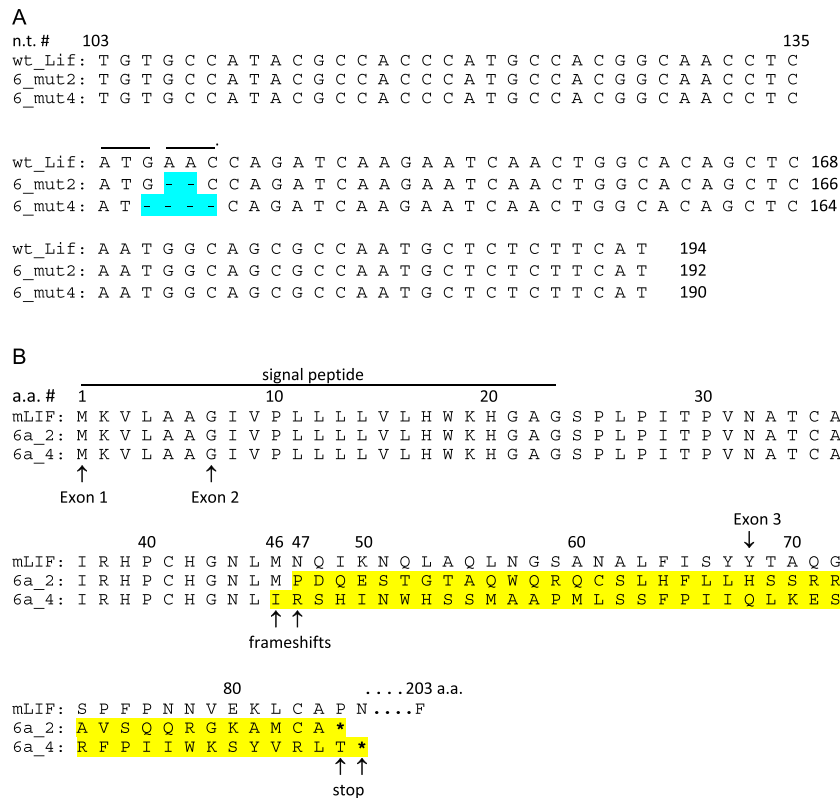 A
n.t. # 103 135
wt_Lif: T G T G C C A T A C G C C A C C C A T G C C A C G G C A A C C T C
6_mut2: T G T G C C A T A C G C C A C C C A T G C C A C G G C A A C C T C
6_mut4: T G T G C C A T A C G C C A C C C A T G C C A C G G C A A C C T C
wt_Lif: A T G A A C C A G A T C A A G A A T C A A C T G G C A C A G C T C 168
6_mut2: A T G - - C C A G A T C A A G A A T C A A C T G G C A C A G C T C 166
6_mut4: A T - - - - C A G A T C A A G A A T C A A C T G G C A C A G C T C 164
wt_Lif: A A T G G C A G C G C C A A T G C T C T C T T C A T 194
6_mut2: A A T G G C A G C G C C A A T G C T C T C T T C A T 192
6_mut4: A A T G G C A G C G C C A A T G C T C T C T T C A T 190
B
signal peptide
a.a. # 1 10 20 30
mLIF: M K V L A A G I V P L L L L V L H W K H G A G S P L P I T P V N A T C A
6a_2: M K V L A A G I V P L L L L V L H W K H G A G S P L P I T P V N A T C A
6a_4: M K V L A A G I V P L L L L V L H W K H G A G S P L P I T P V N A T C A
Exon 1 Exon 2
Exon 3
40 46 47 50 60 70
mLIF: I R H P C H G N L M N Q I K N Q L A Q L N G S A N A L F I S Y Y T A Q G
6a_2: I R H P C H G N L M P D Q E S T G T A Q W Q R Q C S L H F L L H S S R R
6a_4: I R H P C H G N L I R S H I N W H S S M A A P M L S S F P I I Q L K E S
frameshifts
80 ....203 a.a.
mLIF: S P F P N N V E K L C A P N....F
6a_2: A V S Q Q R G K A M C A *
6a_4: R F P I I W K S Y V R L T *
stop